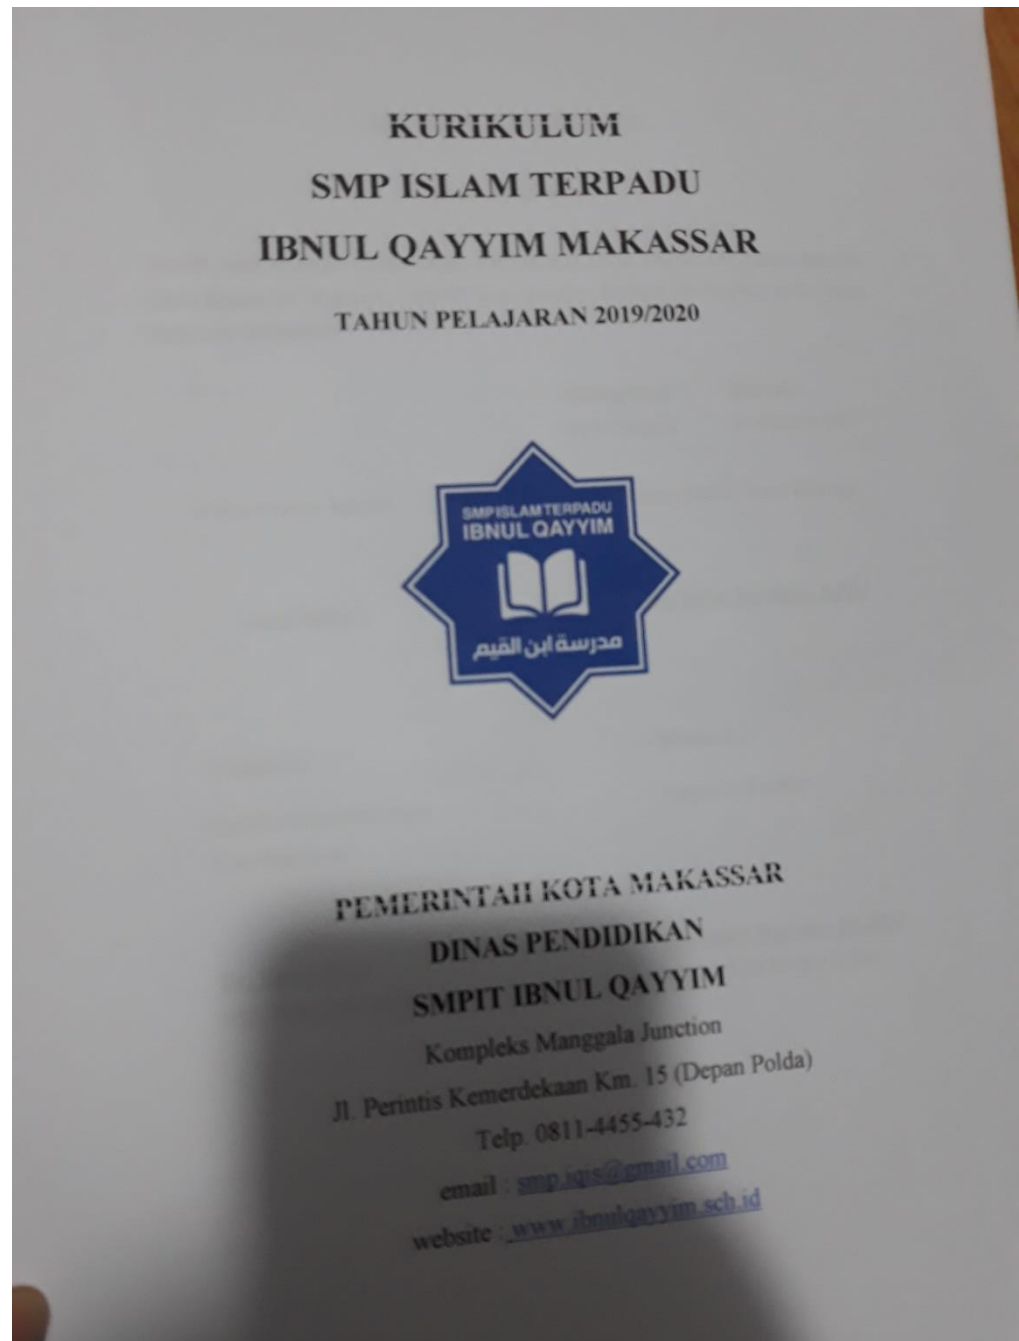 KURIKULUM
SMP ISLAM TERPADU
IBNUL QAYYIM MAKASSAR
TAHUN PELAJARAN 2019/2020
SMP ISLAM TERPADU
IBNUL QAYYIM
مدرسة ابن القيم
PEMERINTAH KOTA MAKASSAR
DINAS PENDIDIKAN
SMPIT IBNUL QAYYIM
Kompleks Manggala Junction
Jl. Perintis Kemerdekaan Km. 15 (Depan Polda)
Telp. 0811-4455-432
email : smp.iqis@gmail.com
website : www.ibnulqayyim.sch.id